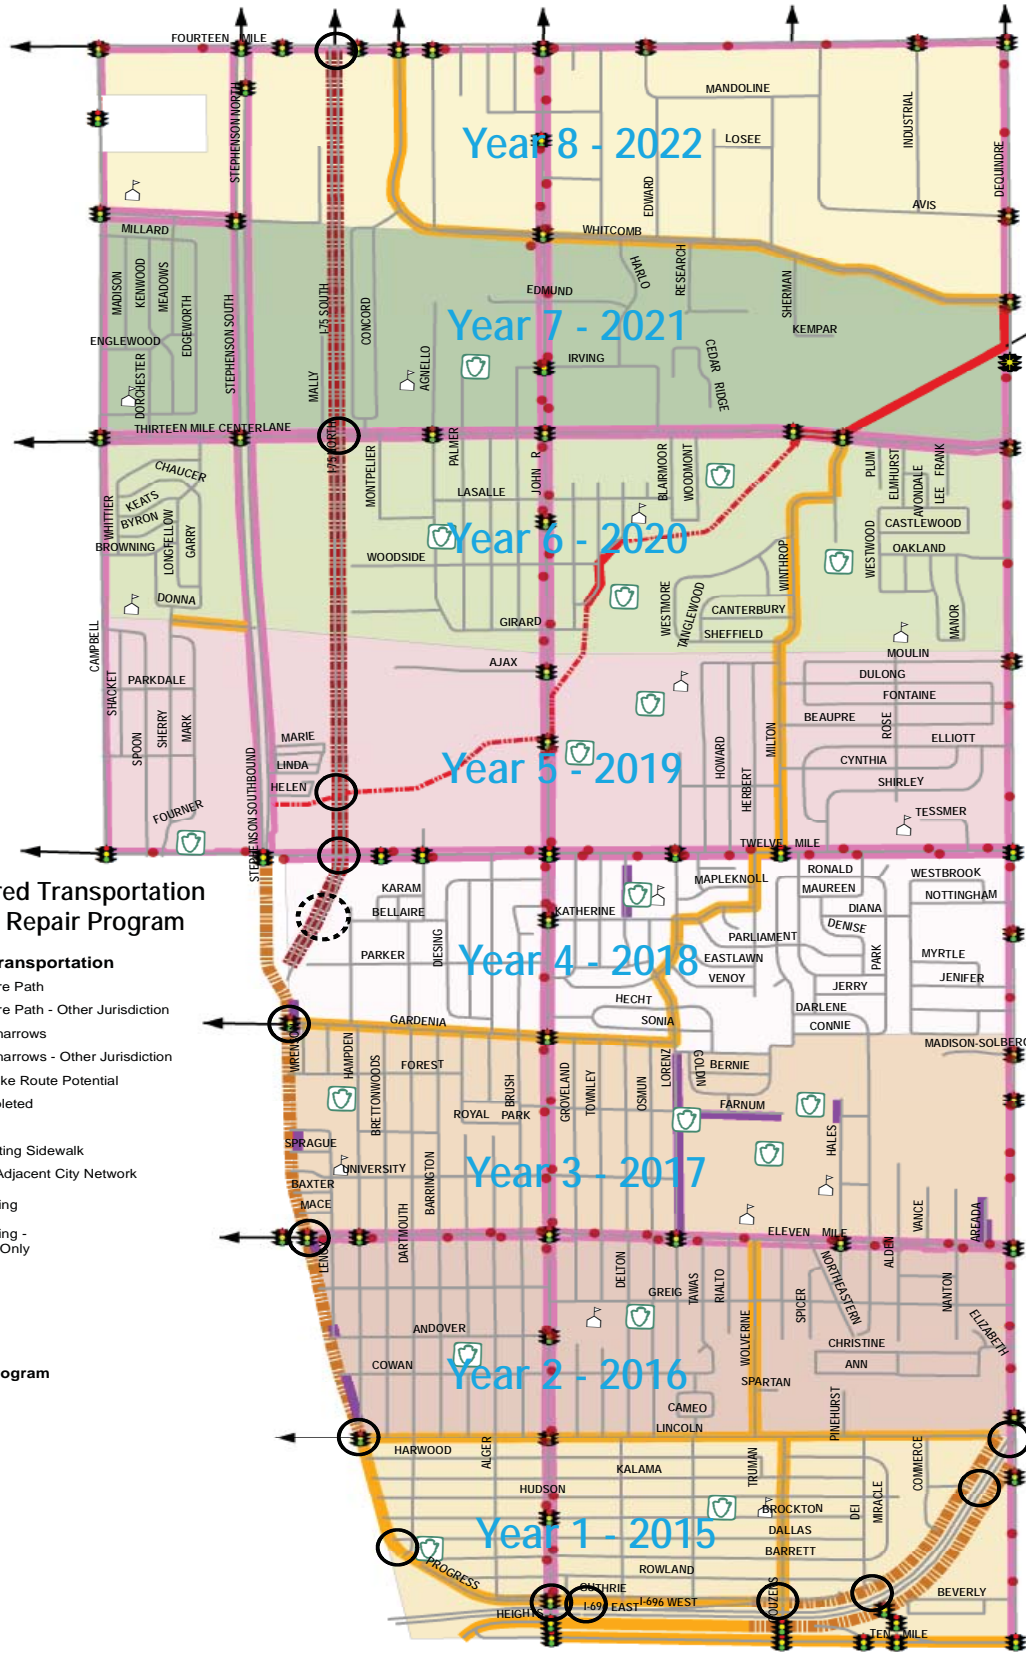 FOURTEEN MILE
STEPHENSON NORTH
MANDOLINE
INDUSTRIAL
DEQUINDRE
Year 8 - 2022
LOSEE
EDWARD
AVIS
MILLARD
WHITCOMB
MADISON
KENWOOD
MEADOWS
EDGEWORTH
HARLO
RESEARCH
SHERMAN
EDMUND
I-75 SOUTH
CONCORD
STEPHENSON SOUTH
Year 7 - 2021
KEMPAR
ENGLEWOOD
DORCHESTER
MALLY
AGNELLO
IRVING
CEDAR RIDGE
THIRTEEN MILE CENTERLANE
I-75 NORTH
MONTPELIER
PALMER
JOHN R
BLAIRMOOR
WOODMONT
PLUM
ELMHURST
AVONDALE
LEE
FRANK
CHAUCER
WHITTIER
KEATS
BYRON
BROWNING
LONGFELLOW
GARRY
LASALLE
CASTLEWOOD
Year 6 - 2020
WOODSIDE
WINTHROP
WESTWOOD
OAKLAND
DONNA
GIRARD
WESTMORE
TANGLEWOOD
CANTERBURY
SHEFFIELD
MANOR
CAMPBELL
SHACKET
AJAX
MOULIN
PARKDALE
DULONG
FONTAINE
SPOON
SHERRY
MARK
BEAUPRE
ROSE
ELLIOTT
MARIE
LINDA
HELEN
HOWARD
HERBERT
MILTON
CYNTHIA
SHIRLEY
Year 5 - 2019
FOURNER
STEPHENSON SOUTHBOUND
TESSMER
TWELVE MILE
red Transportation
Repair Program
KARAM
BELLAIRE
KATHERINE
MAPLEKNOLL
RONALD
MAUREEN
WESTBROOK
NOTTINGHAM
DIANA
DENISE
PARLIAMENT
PARKER
DIESING
Year 4 - 2018
EASTLAWN
VENOY
PARK
MYRTLE
JENIFER
JERRY
ransportation
re Path
re Path - Other Jurisdiction
harrows
harrows - Other Jurisdiction
ke Route Potential
pleted
ting Sidewalk
Adjacent City Network
ing
ing -
Only
ogram
HECHT
SONIA
DARLENE
CONNIE
GARDENIA
MADISON-SOLBERG
HAMPDEN
BRETTONWOODS
FOREST
BRUSH
GROVELAND
TOWNLEY
OSMUN
LORENZ
BERNIE
ROYAL
PARK
FARNUM
SPRAGUE
UNIVERSITY
BARRINGTON
Year 3 - 2017
HALES
BAXTER
MACE
DARTMOUTH
ELEVEN MILE
ALDEN
VANCE
AREADA
DELTON
GREIG
TAWAS
RIALTO
SPICER
NORTHEASTERN
NANTON
ELIZABETH
ANDOVER
WOLVERINE
CHRISTINE
COWAN
ANN
Year 2 - 2016
SPARTAN
CAMEO
PINEHURST
LINCOLN
HARWOOD
ALGER
KALAMA
TRUMAN
COMMERCE
HUDSON
MIRACLE
DEI
BROCKTON
Year 1 - 2015
DALLAS
BARRETT
PROGRESS
ROWLAND
GUTHRIE
I-696 EAST
I-696 WEST
HEIGHTS
BEVERLY
TEN MILE